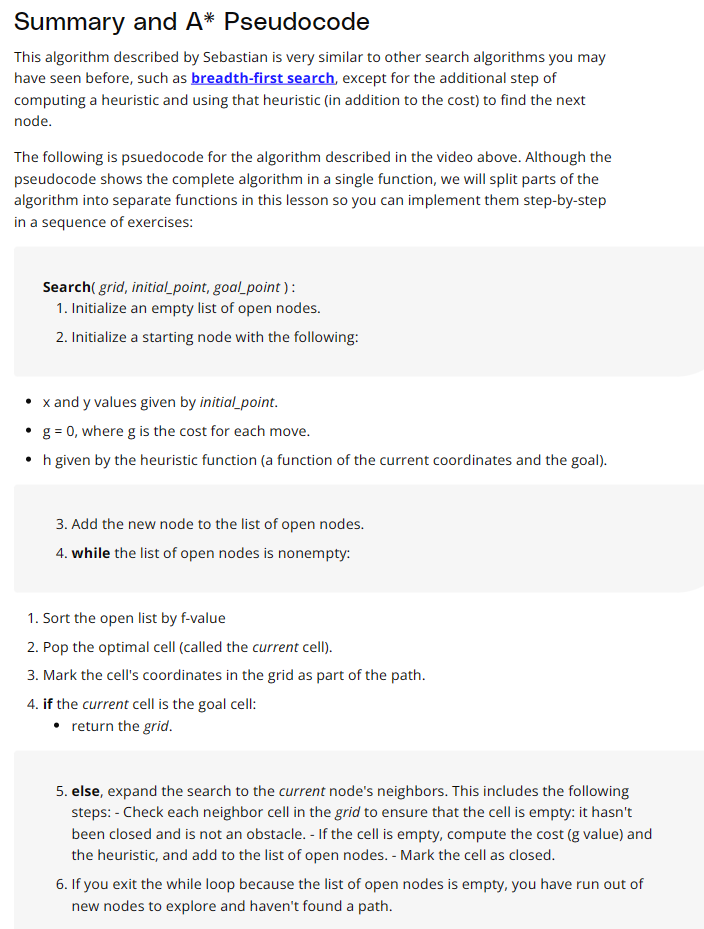 Summary and A* Pseudocode
This algorithm described by Sebastian is very similar to other search algorithms you may
have seen before, such as breadth-first search, except for the additional step of
computing a heuristic and using that heuristic (in addition to the cost) to find the next
node.
The following is psuedocode for the algorithm described in the video above. Although the
pseudocode shows the complete algorithm in a single function, we will split parts of the
algorithm into separate functions in this lesson so you can implement them step-by-step
in a sequence of exercises:
Search( grid, initial_point, goal_point ) :
1. Initialize an empty list of open nodes.
2. Initialize a starting node with the following:
• x and y values given by initial_point.
• g = 0, where g is the cost for each move.
• h given by the heuristic function (a function of the current coordinates and the goal).
3. Add the new node to the list of open nodes.
4. while the list of open nodes is nonempty:
1. Sort the open list by f-value
2. Pop the optimal cell (called the current cell).
3. Mark the cell's coordinates in the grid as part of the path.
4. if the current cell is the goal cell:
• return the grid.
5. else, expand the search to the current node's neighbors. This includes the following
steps: - Check each neighbor cell in the grid to ensure that the cell is empty: it hasn't
been closed and is not an obstacle. - If the cell is empty, compute the cost (g value) and
the heuristic, and add to the list of open nodes. - Mark the cell as closed.
6. If you exit the while loop because the list of open nodes is empty, you have run out of
new nodes to explore and haven't found a path.